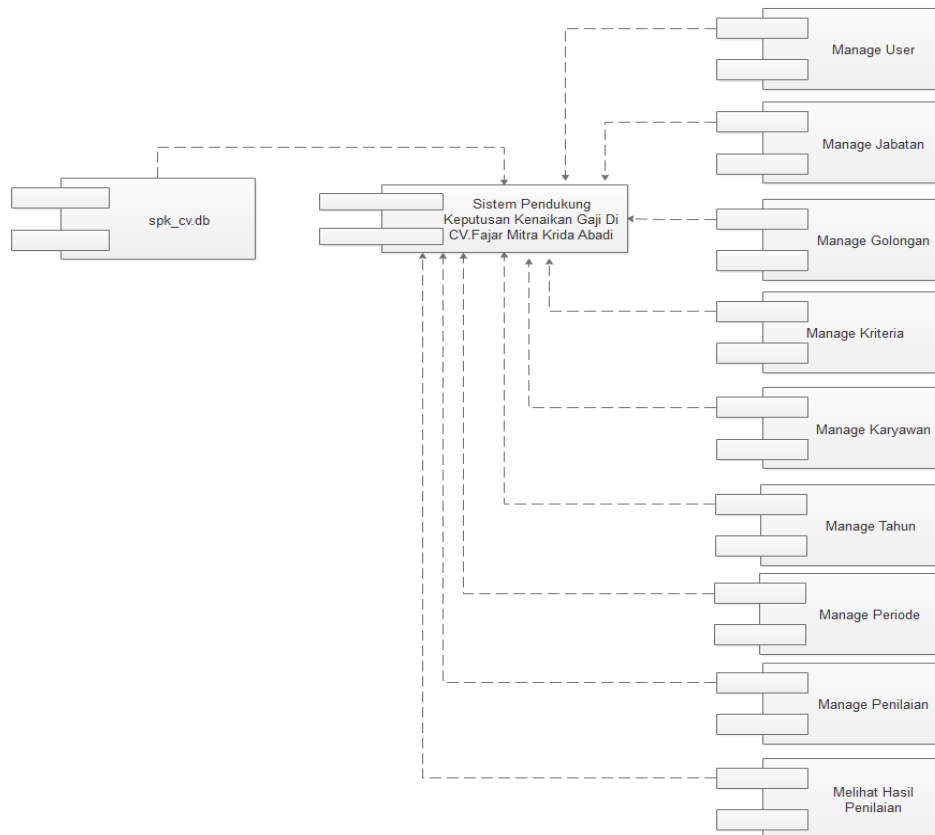 Manage User
Manage Jabatan
spk_cv.db
Sistem Pendukung
Keputusan Kenaikan Gaji Di
CV.Fajar Mitra Krida Abadi
Manage Golongan
Manage Kriteria
Manage Karyawan
Manage Tahun
Manage Periode
Manage Penilaian
Melihat Hasil
Penilaian